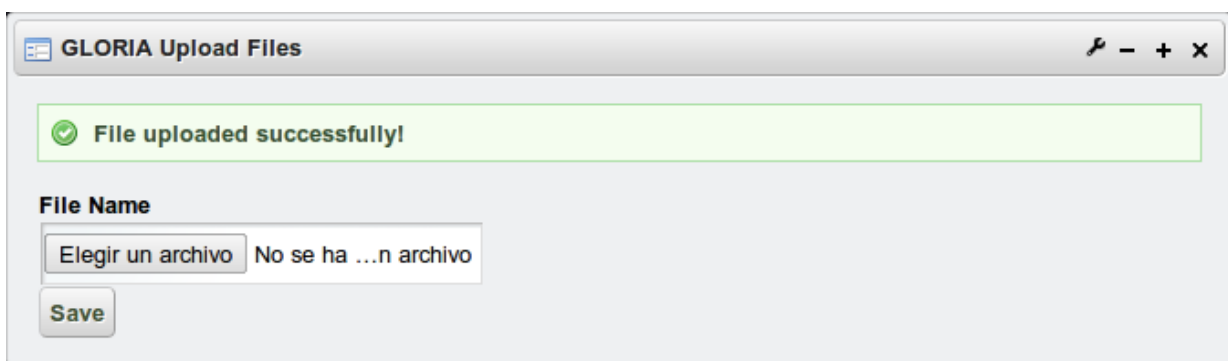 GLORIA Upload Files
File uploaded successfully!
File Name
Elegir un archivo No se ha …n archivo
Save